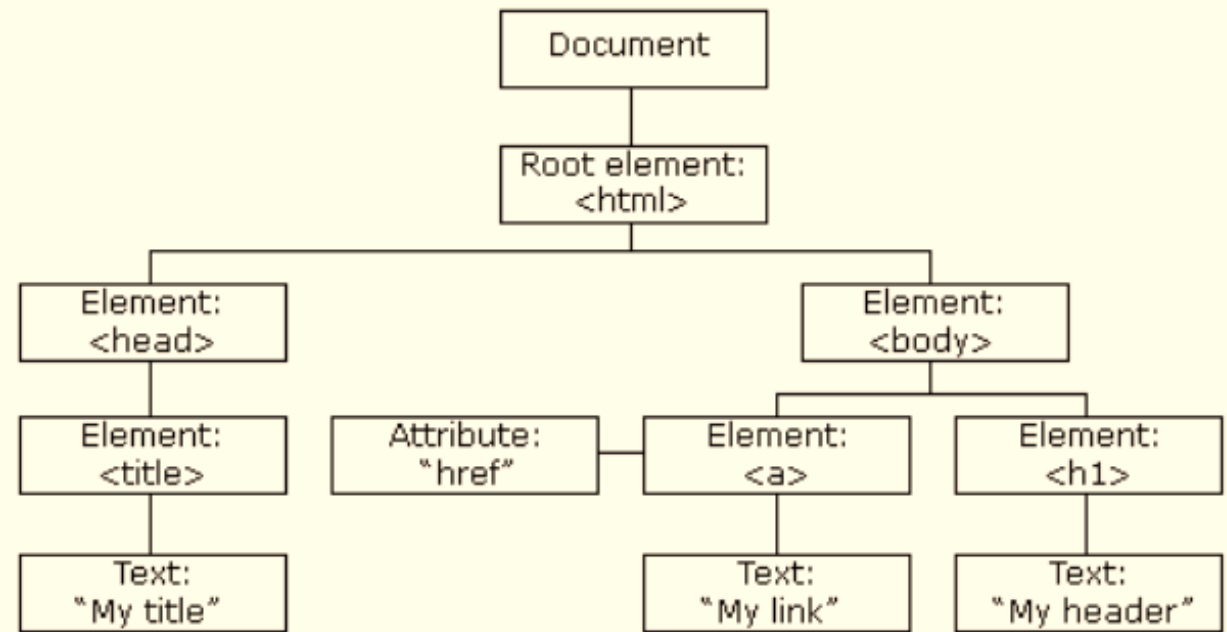 Document
Root element:
<html>
Element:
<head>
Element:
<body>
Element:
<title>
Attribute:
“href”
Element:
<a>
Element:
<h1>
Text:
“My title”
Text:
“My link”
Text:
“My header”